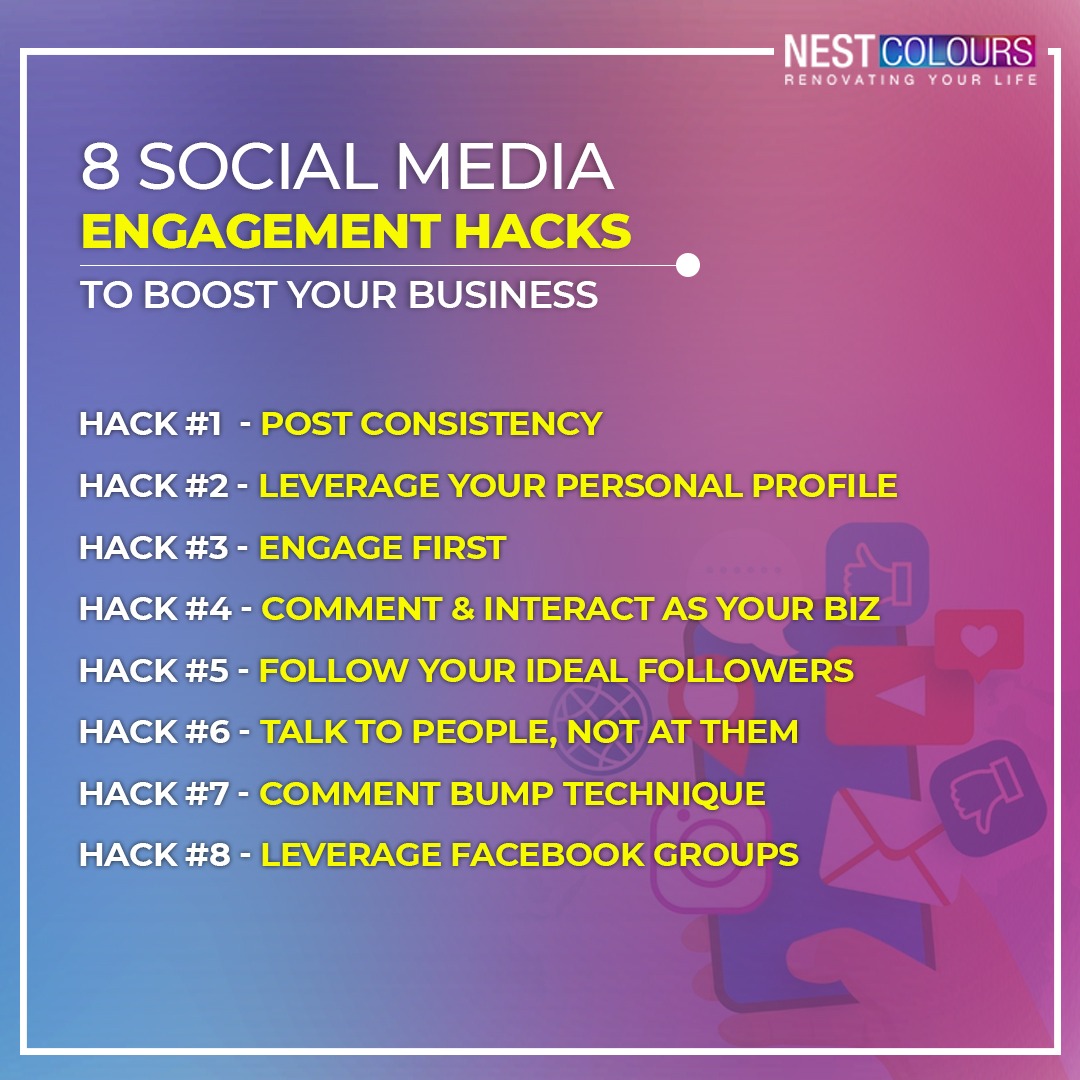 NEST COLOURS
RENOVATING YOUR LIFE
8 SOCIAL MEDIA
ENGAGEMENT HACKS
TO BOOST YOUR BUSINESS
HACK #1 - POST CONSISTENCY
HACK #2 - LEVERAGE YOUR PERSONAL PROFILE
HACK #3 - ENGAGE FIRST
HACK #4 - COMMENT & INTERACT AS YOUR BIZ
HACK #5 - FOLLOW YOUR IDEAL FOLLOWERS
HACK #6 - TALK TO PEOPLE, NOT AT THEM
HACK #7 - COMMENT BUMP TECHNIQUE
HACK #8 - LEVERAGE FACEBOOK GROUPS